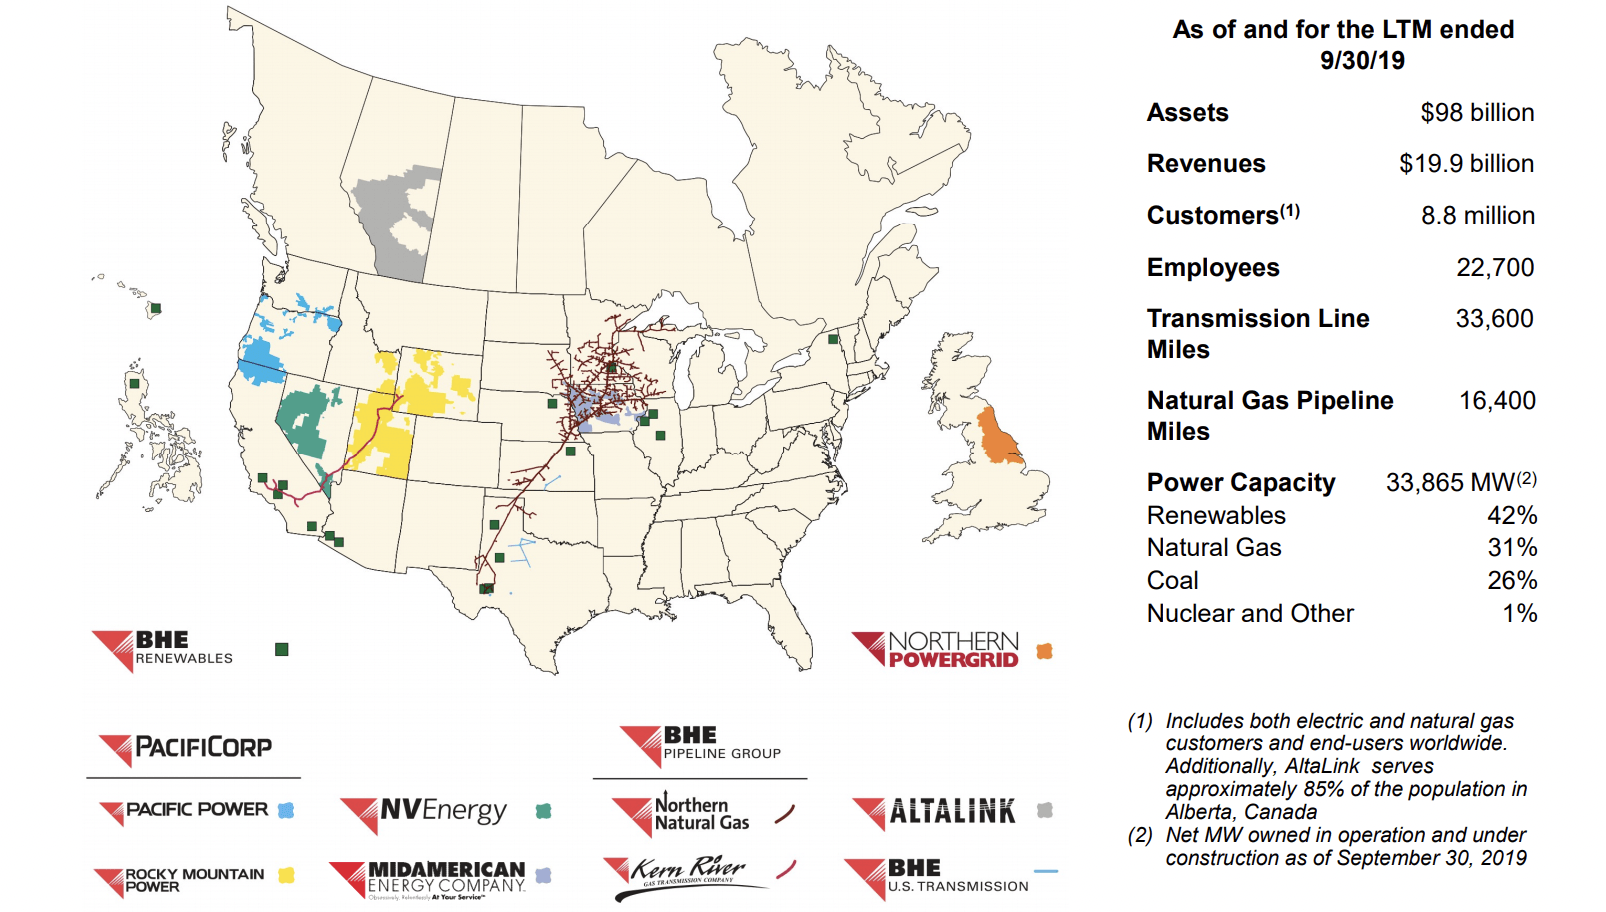 As of and for the LTM ended
9/30/19
Assets $98 billion
Revenues $19.9 billion
Customers(1) 8.8 million
Employees 22,700
Transmission Line 33,600
Miles
Natural Gas Pipeline 16,400
Miles
Power Capacity 33,865 MW(2)
Renewables 42%
Natural Gas 31%
Coal 26%
Nuclear and Other 1%
BHE
RENEWABLES
NORTHERN
POWERGRID
PACIFICORP
BHE
PIPELINE GROUP
PACIFIC POWER
NVEnergy
Northern
Natural Gas
ALTALINK
ROCKY MOUNTAIN
POWER
MIDAMERICAN
ENERGY COMPANY
Obsessively, Relentlessly At Your Service℠
Kern River
GAS TRANSMISSION COMPANY
BHE
U.S. TRANSMISSION
(1) Includes both electric and natural gas
customers and end-users worldwide.
Additionally, AltaLink serves
approximately 85% of the population in
Alberta, Canada
(2) Net MW owned in operation and under
construction as of September 30, 2019